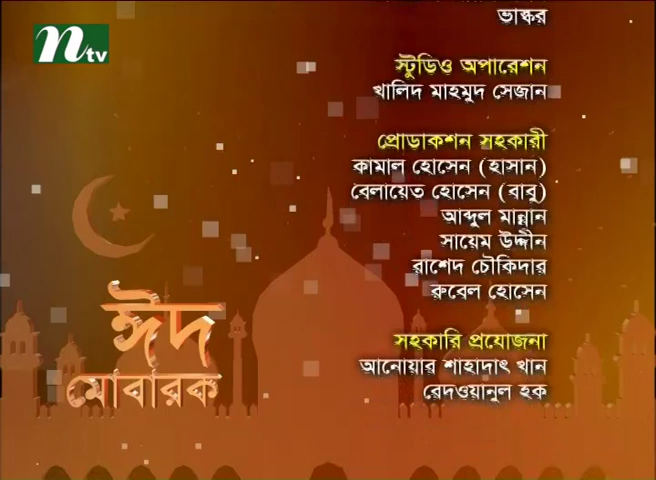 ntv
ভাস্কর
স্টুডিও অপারেশন
খালিদ মাহমুদ সেজান
প্রোডাকশন সহকারী
কামাল হোসেন (হাসান)
বেলায়েত হোসেন (বাবু)
আব্দুল মান্নান
সায়েম উদ্দীন
রাশেদ চৌকিদার
রুবেল হোসেন
সহকারি প্রযোজনা
আনোয়ার শাহাদাৎ খান
রেদওয়ানুল হক
ঈদ
মোবারক